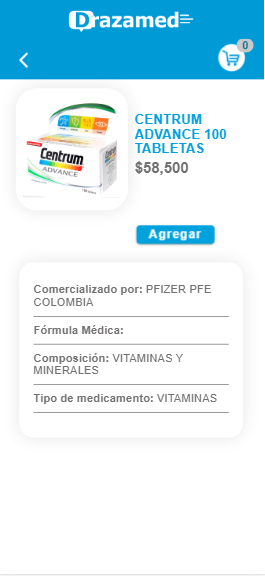 Drazamed
0
CENTRUM
ADVANCE 100
TABLETAS
$58,500
Centrum
ADVANCE
Agregar
Comercializado por: PFIZER PFE
COLOMBIA
Fórmula Médica:
Composición: VITAMINAS Y
MINERALES
Tipo de medicamento: VITAMINAS